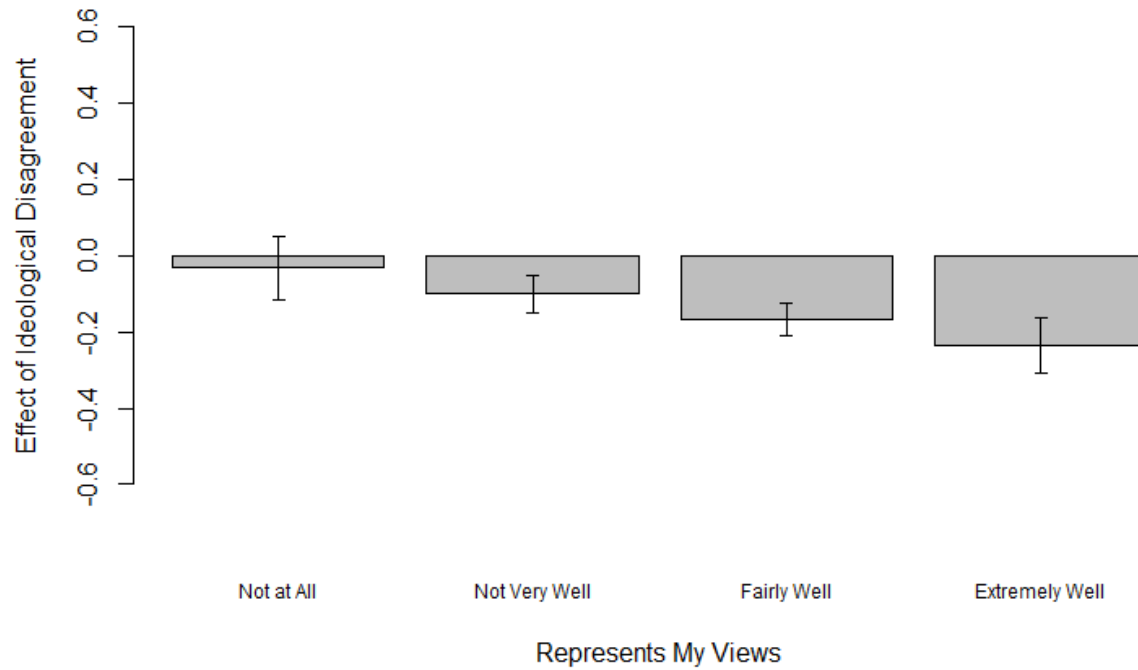 Effect of Ideological Disagreement
0.6
0.4
0.2
0.0
-0.2
-0.4
-0.6
Not at All
Not Very Well
Fairly Well
Extremely Well
Represents My Views